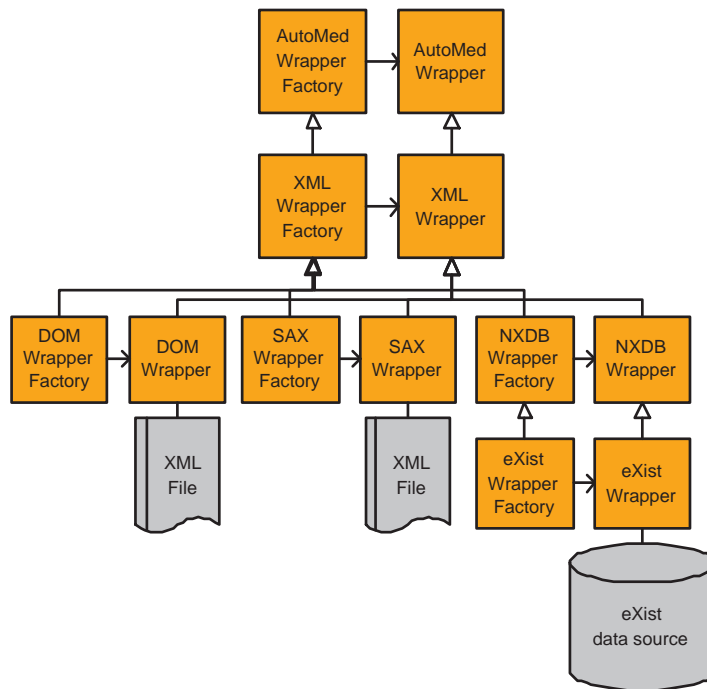 AutoMed
Wrapper
Factory
AutoMed
Wrapper
XML
Wrapper
Factory
XML
Wrapper
DOM
Wrapper
Factory
DOM
Wrapper
SAX
Wrapper
Factory
SAX
Wrapper
NXDB
Wrapper
Factory
NXDB
Wrapper
XML
File
XML
File
eXist
Wrapper
Factory
eXist
Wrapper
eXist
data source